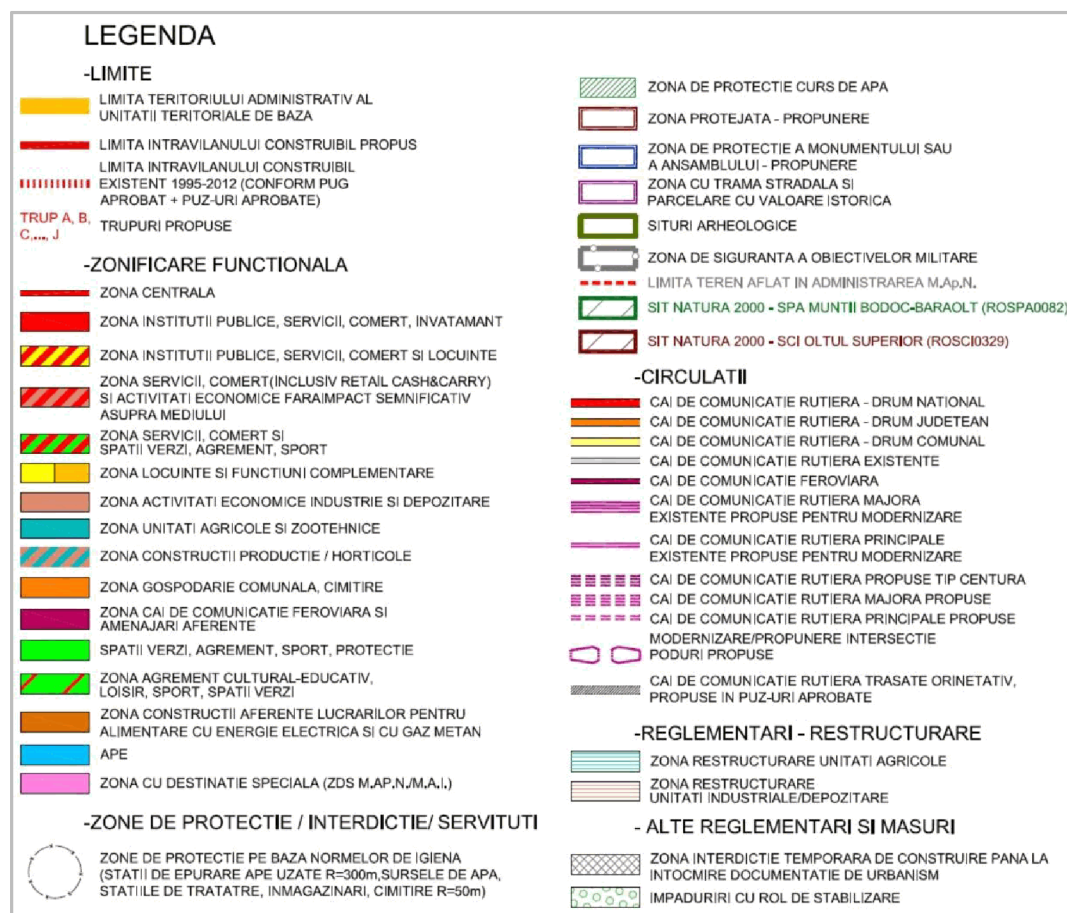 LEGENDA
-LIMITE
LIMITA TERITORIULUI ADMINISTRATIV AL
UNITATII TERITORIALE DE BAZA
LIMITA INTRAVILANULUI CONSTRUIBIL PROPUS
LIMITA INTRAVILANULUI CONSTRUIBIL
EXISTENT 1995-2012 (CONFORM PUG
APROBAT + PUZ-URI APROBATE)
TRUP A, B,
C,..., J
TRUPURI PROPUSE
-ZONIFICARE FUNCTIONALA
ZONA CENTRALA
ZONA INSTITUTII PUBLICE, SERVICII, COMERT, INVATAMANT
ZONA INSTITUTII PUBLICE, SERVICII, COMERT SI LOCUINTE
ZONA SERVICII, COMERT(INCLUSIV RETAIL CASH&CARRY)
SI ACTIVITATI ECONOMICE FARAIMPACT SEMNIFICATIV
ASUPRA MEDIULUI
ZONA SERVICII, COMERT SI
SPATII VERZI, AGREMENT, SPORT
ZONA LOCUINTE SI FUNCTIUNI COMPLEMENTARE
ZONA ACTIVITATI ECONOMICE INDUSTRIE SI DEPOZITARE
ZONA UNITATI AGRICOLE SI ZOOTEHNICE
ZONA CONSTRUCTII PRODUCTIE / HORTICOLE
ZONA GOSPODARIE COMUNALA, CIMITIRE
ZONA CAI DE COMUNICATIE FEROVIARA SI
AMENAJARI AFERENTE
SPATII VERZI, AGREMENT, SPORT, PROTECTIE
ZONA AGREMENT CULTURAL-EDUCATIV,
LOISIR, SPORT, SPATII VERZI
ZONA CONSTRUCTII AFERENTE LUCRARILOR PENTRU
ALIMENTARE CU ENERGIE ELECTRICA SI CU GAZ METAN
APE
ZONA CU DESTINATIE SPECIALA (ZDS M.AP.N./M.A.I.)
-ZONE DE PROTECTIE / INTERDICTIE/ SERVITUTI
ZONE DE PROTECTIE PE BAZA NORMELOR DE IGIENA
(STATII DE EPURARE APE UZATE R=300m,SURSELE DE APA,
STATIILE DE TRATATRE, INMAGAZINARI, CIMITIRE R=50m)
ZONA DE PROTECTIE CURS DE APA
ZONA PROTEJATA - PROPUNERE
ZONA DE PROTECTIE A MONUMENTULUI SAU
A ANSAMBLULUI - PROPUNERE
ZONA CU TRAMA STRADALA SI
PARCELARE CU VALOARE ISTORICA
SITURI ARHEOLOGICE
ZONA DE SIGURANTA A OBIECTIVELOR MILITARE
LIMITA TEREN AFLAT IN ADMINISTRAREA M.Ap.N.
SIT NATURA 2000 - SPA MUNTII BODOC-BARAOLT (ROSPA0082)
SIT NATURA 2000 - SCI OLTUL SUPERIOR (ROSCI0329)
-CIRCULATII
CAI DE COMUNICATIE RUTIERA - DRUM NATIONAL
CAI DE COMUNICATIE RUTIERA - DRUM JUDETEAN
CAI DE COMUNICATIE RUTIERA - DRUM COMUNAL
CAI DE COMUNICATIE RUTIERA EXISTENTE
CAI DE COMUNICATIE FEROVIARA
CAI DE COMUNICATIE RUTIERA MAJORA
EXISTENTE PROPUSE PENTRU MODERNIZARE
CAI DE COMUNICATIE RUTIERA PRINCIPALE
EXISTENTE PROPUSE PENTRU MODERNIZARE
CAI DE COMUNICATIE RUTIERA PROPUSE TIP CENTURA
CAI DE COMUNICATIE RUTIERA MAJORA PROPUSE
CAI DE COMUNICATIE RUTIERA PRINCIPALE PROPUSE
MODERNIZARE/PROPUNERE INTERSECTIE
PODURI PROPUSE
CAI DE COMUNICATIE RUTIERA TRASATE ORINETATIV,
PROPUSE IN PUZ-URI APROBATE
-REGLEMENTARI - RESTRUCTURARE
ZONA RESTRUCTURARE UNITATI AGRICOLE
ZONA RESTRUCTURARE
UNITATI INDUSTRIALE/DEPOZITARE
- ALTE REGLEMENTARI SI MASURI
ZONA INTERDICTIE TEMPORARA DE CONSTRUIRE PANA LA
INTOCMIRE DOCUMENTATIE DE URBANISM
IMPADURIRI CU ROL DE STABILIZARE